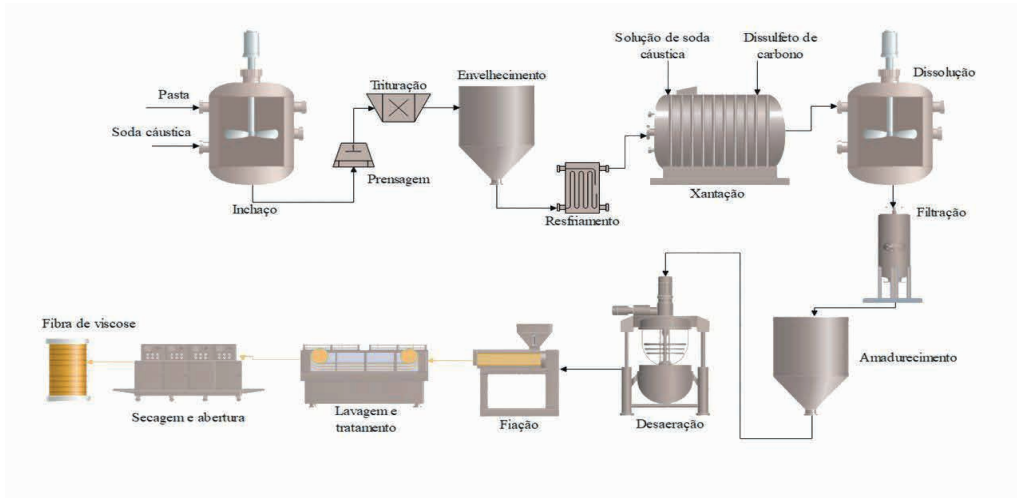 Pasta
Soda cáustica
Inchaço
Prensagem
Trituração
Envelhecimento
Resfriamento
Solução de soda
cáustica
Dissulfeto de
carbono
Xantação
Dissolução
Filtração
Amadurecimento
Desaeração
Fiação
Lavagem e
tratamento
Secagem e abertura
Fibra de viscose